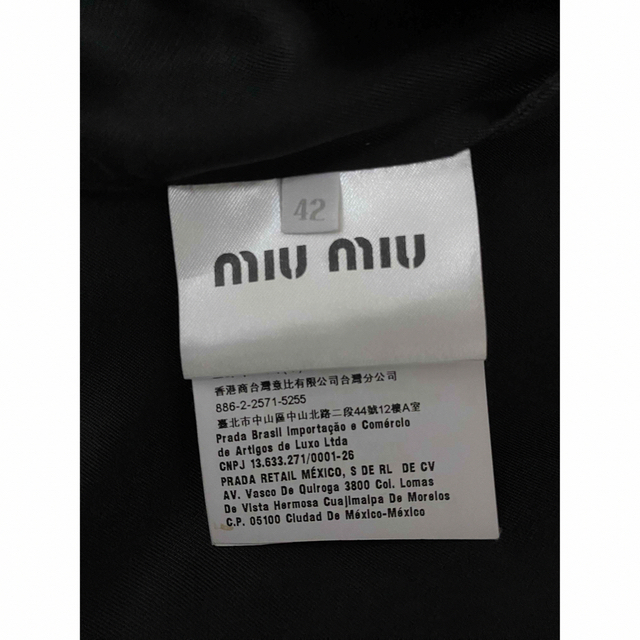 42
miu miu
香港商台灣意比有限公司台灣分公司
886-2-2571-5255
臺北市中山區中山北路二段44號12樓A室
Prada Brasil Importação e Comércio
de Artigos de Luxo Ltda
CNPJ 13.633.271/0001-26
PRADA RETAIL MÉXICO, S DE RL DE CV
AV. Vasco De Quiroga 3800 Col. Lomas
De Vista Hermosa Cuajimalpa De Morelos
C.P. 05100 Ciudad De México-México